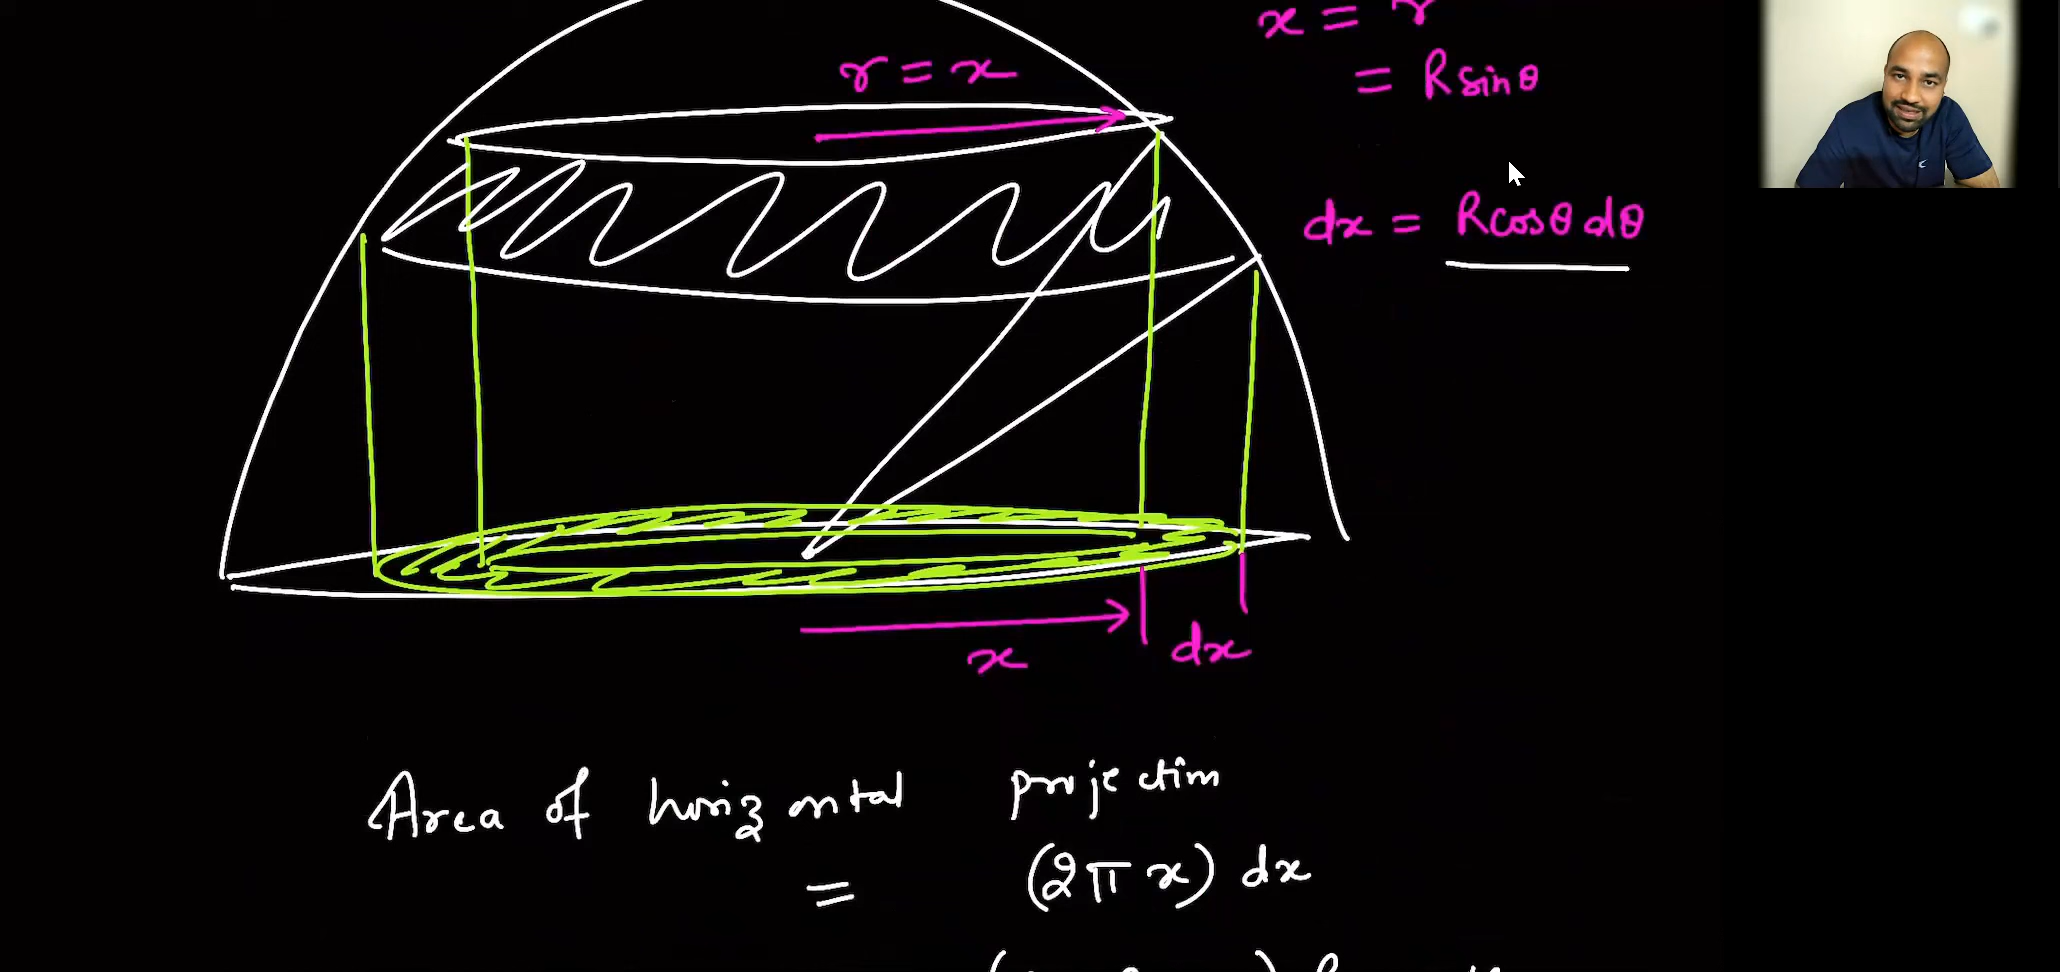 x = r
= R sin θ
r = x
dx = R cos θ dθ
x
dx
Area of horizontal projection
= (2π x) dx